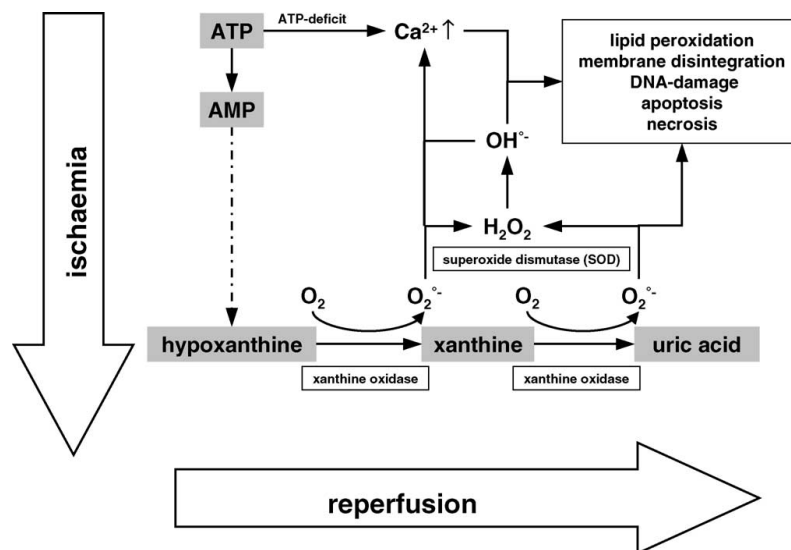 ATP
ATP-deficit
Ca²⁺ ↑
lipid peroxidation
membrane disintegration
DNA-damage
apoptosis
necrosis
AMP
OH°⁻
ischaemia
H₂O₂
superoxide dismutase (SOD)
O₂
O₂°⁻
O₂
O₂°⁻
hypoxanthine
xanthine
uric acid
xanthine oxidase
xanthine oxidase
reperfusion